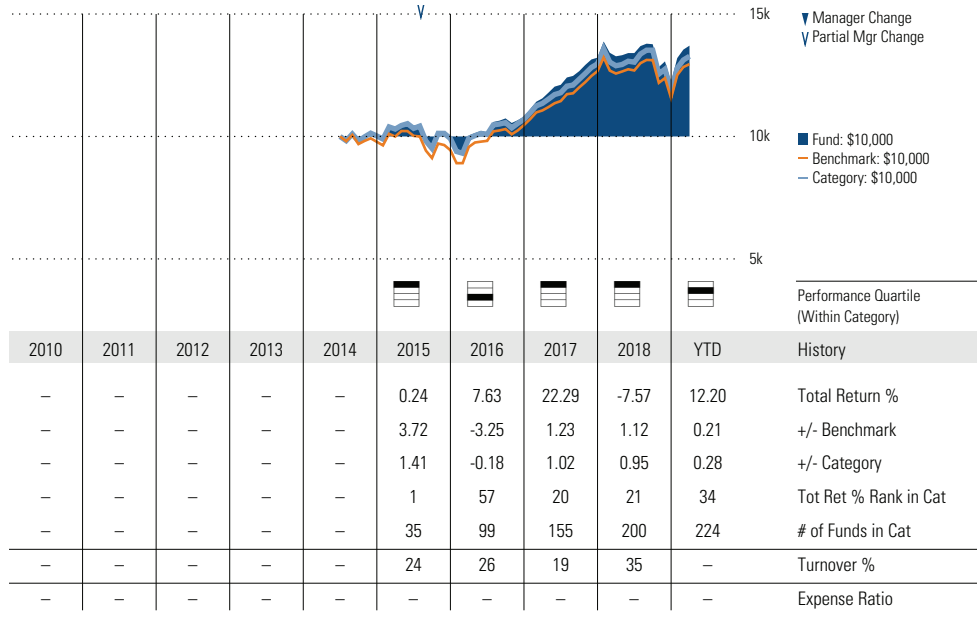 15k
Manager Change
Partial Mgr Change
10k
Fund: $10,000
Benchmark: $10,000
Category: $10,000
5k
Performance Quartile
(Within Category)
2010 2011 2012 2013 2014 2015 2016 2017 2018 YTD History
– – – – – 0.24 7.63 22.29 -7.57 12.20 Total Return %
– – – – – 3.72 -3.25 1.23 1.12 0.21 +/- Benchmark
– – – – – 1.41 -0.18 1.02 0.95 0.28 +/- Category
– – – – – 1 57 20 21 34 Tot Ret % Rank in Cat
– – – – – 35 99 155 200 224 # of Funds in Cat
– – – – – 24 26 19 35 – Turnover %
– – – – – – – – – – Expense Ratio